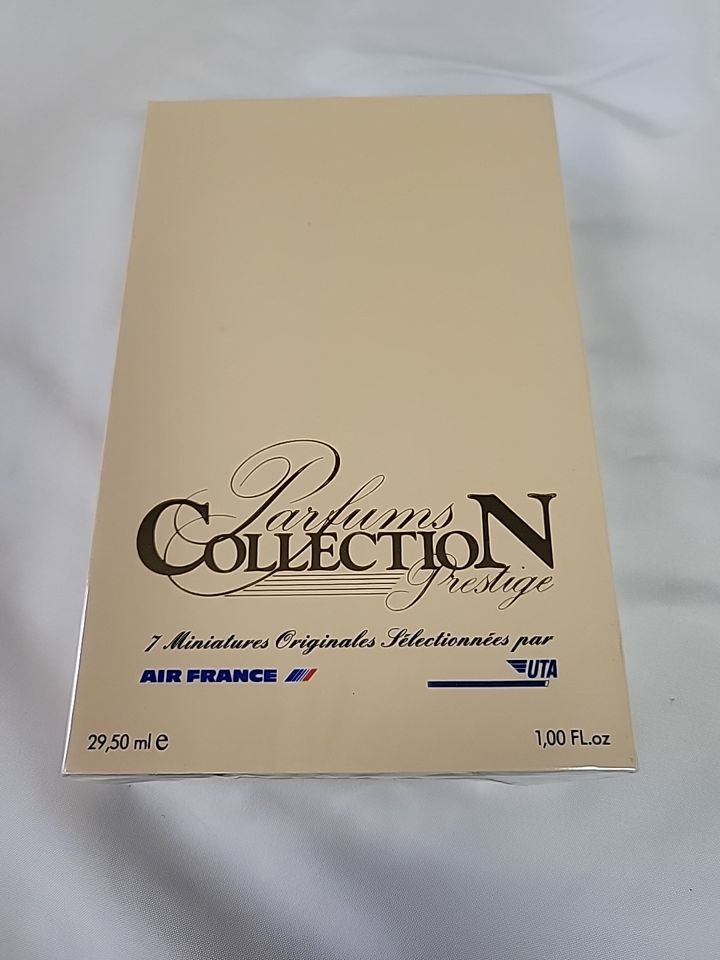 Parfums
COLLECTION
Prestige
7 Miniatures Originales Sélectionnées par
AIR FRANCE
UTA
29,50 ml e
1,00 FL.oz